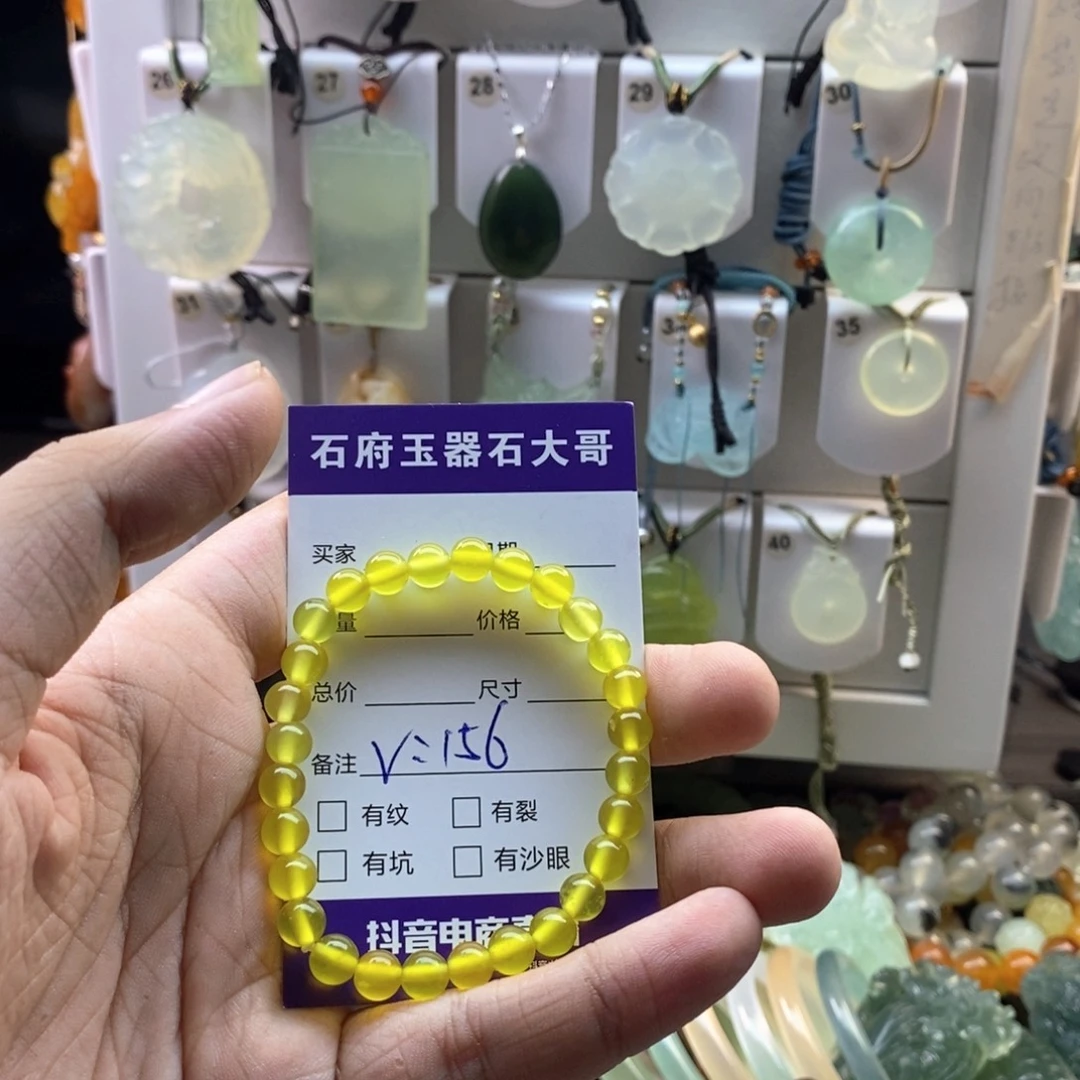 26
27
28
29
30
31
35
40
石府玉器石大哥
买家
量 价格
总价 尺寸
备注 V:156
有纹 有裂
有坑 有沙眼
抖音电商